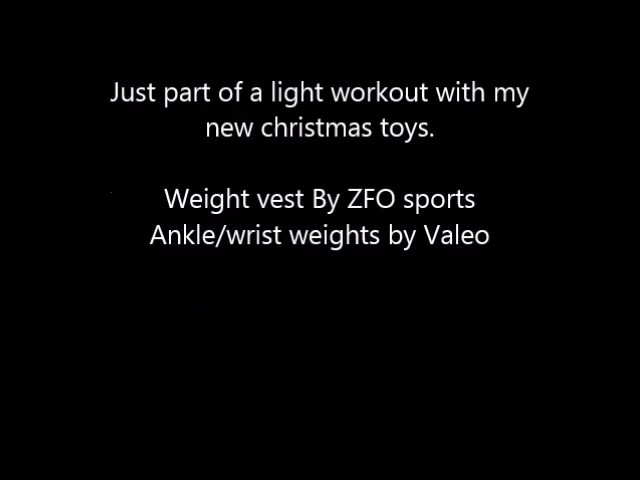 Just part of a light workout with my
new christmas toys.
Weight vest By ZFO sports
Ankle/wrist weights by Valeo